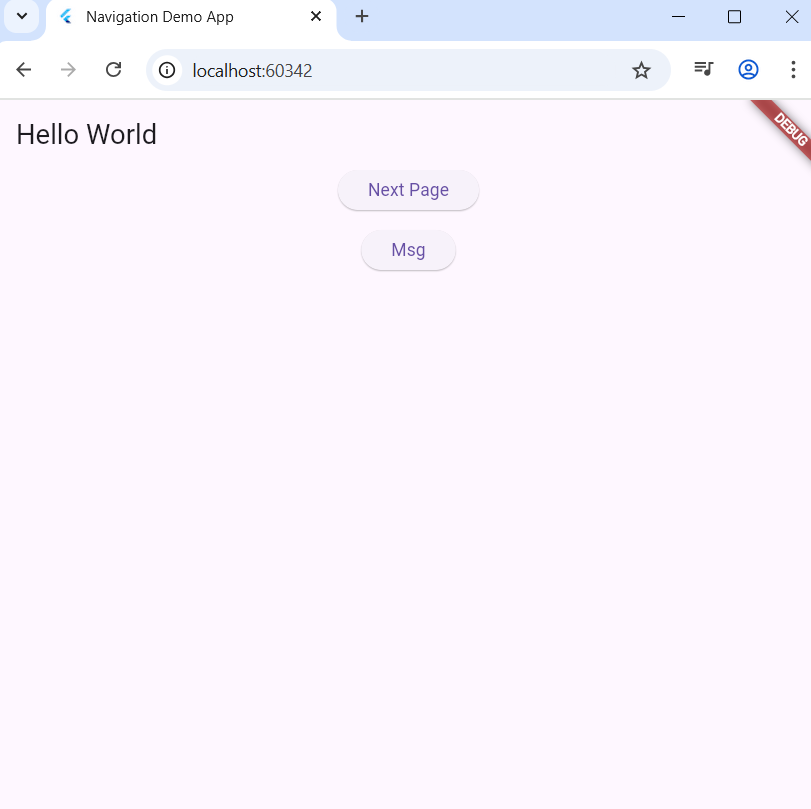 Navigation Demo App
localhost:60342
Hello World
DEBUG
Next Page
Msg